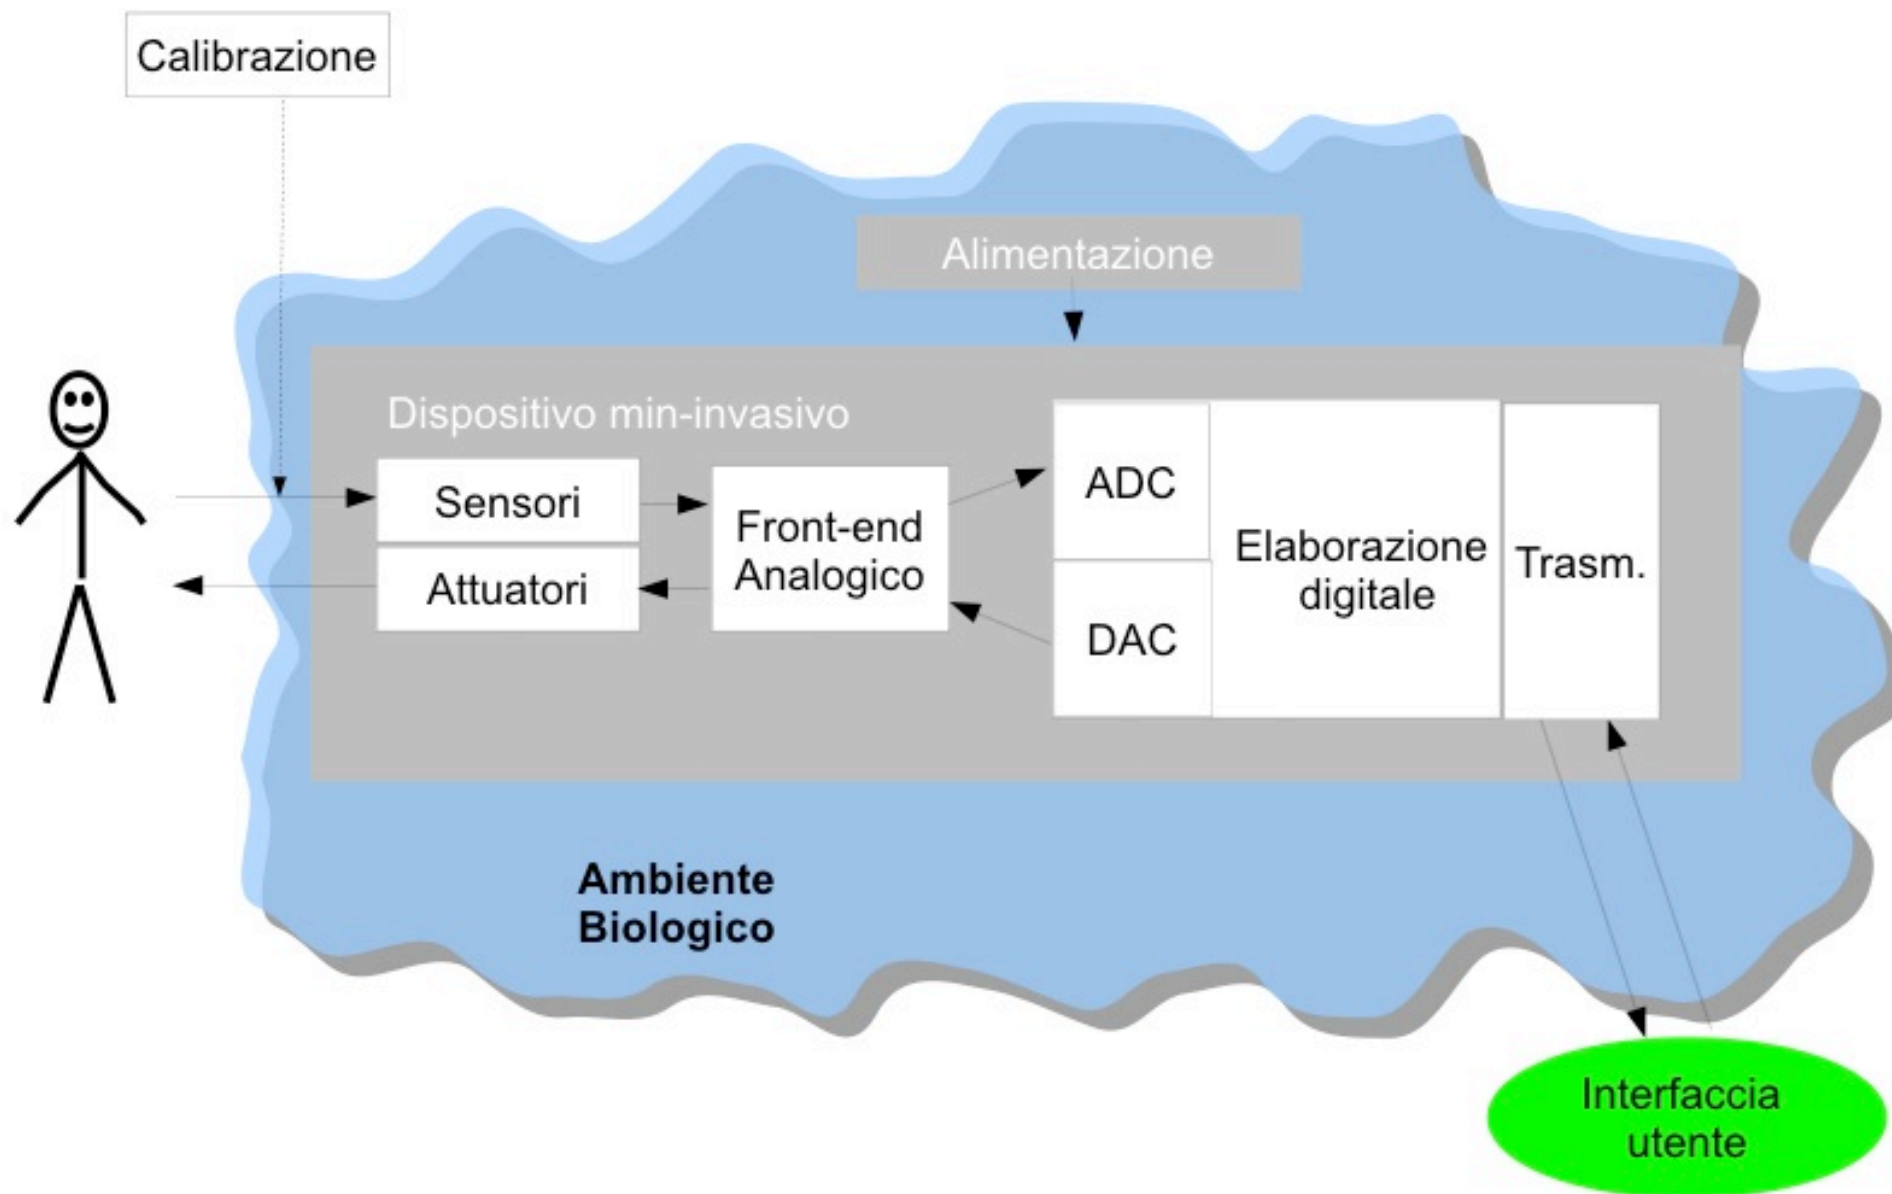 Calibrazione
Alimentazione
Dispositivo min-invasivo
Sensori
Attuatori
Front-end
Analogico
ADC
DAC
Elaborazione
digitale
Trasm.
Ambiente
Biologico
Interfaccia
utente